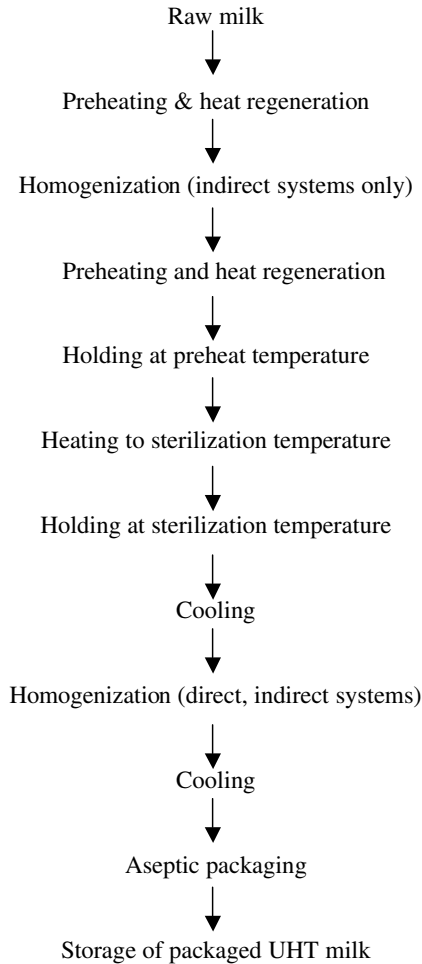 Raw milk
Preheating & heat regeneration
Homogenization (indirect systems only)
Preheating and heat regeneration
Holding at preheat temperature
Heating to sterilization temperature
Holding at sterilization temperature
Cooling
Homogenization (direct, indirect systems)
Cooling
Aseptic packaging
Storage of packaged UHT milk